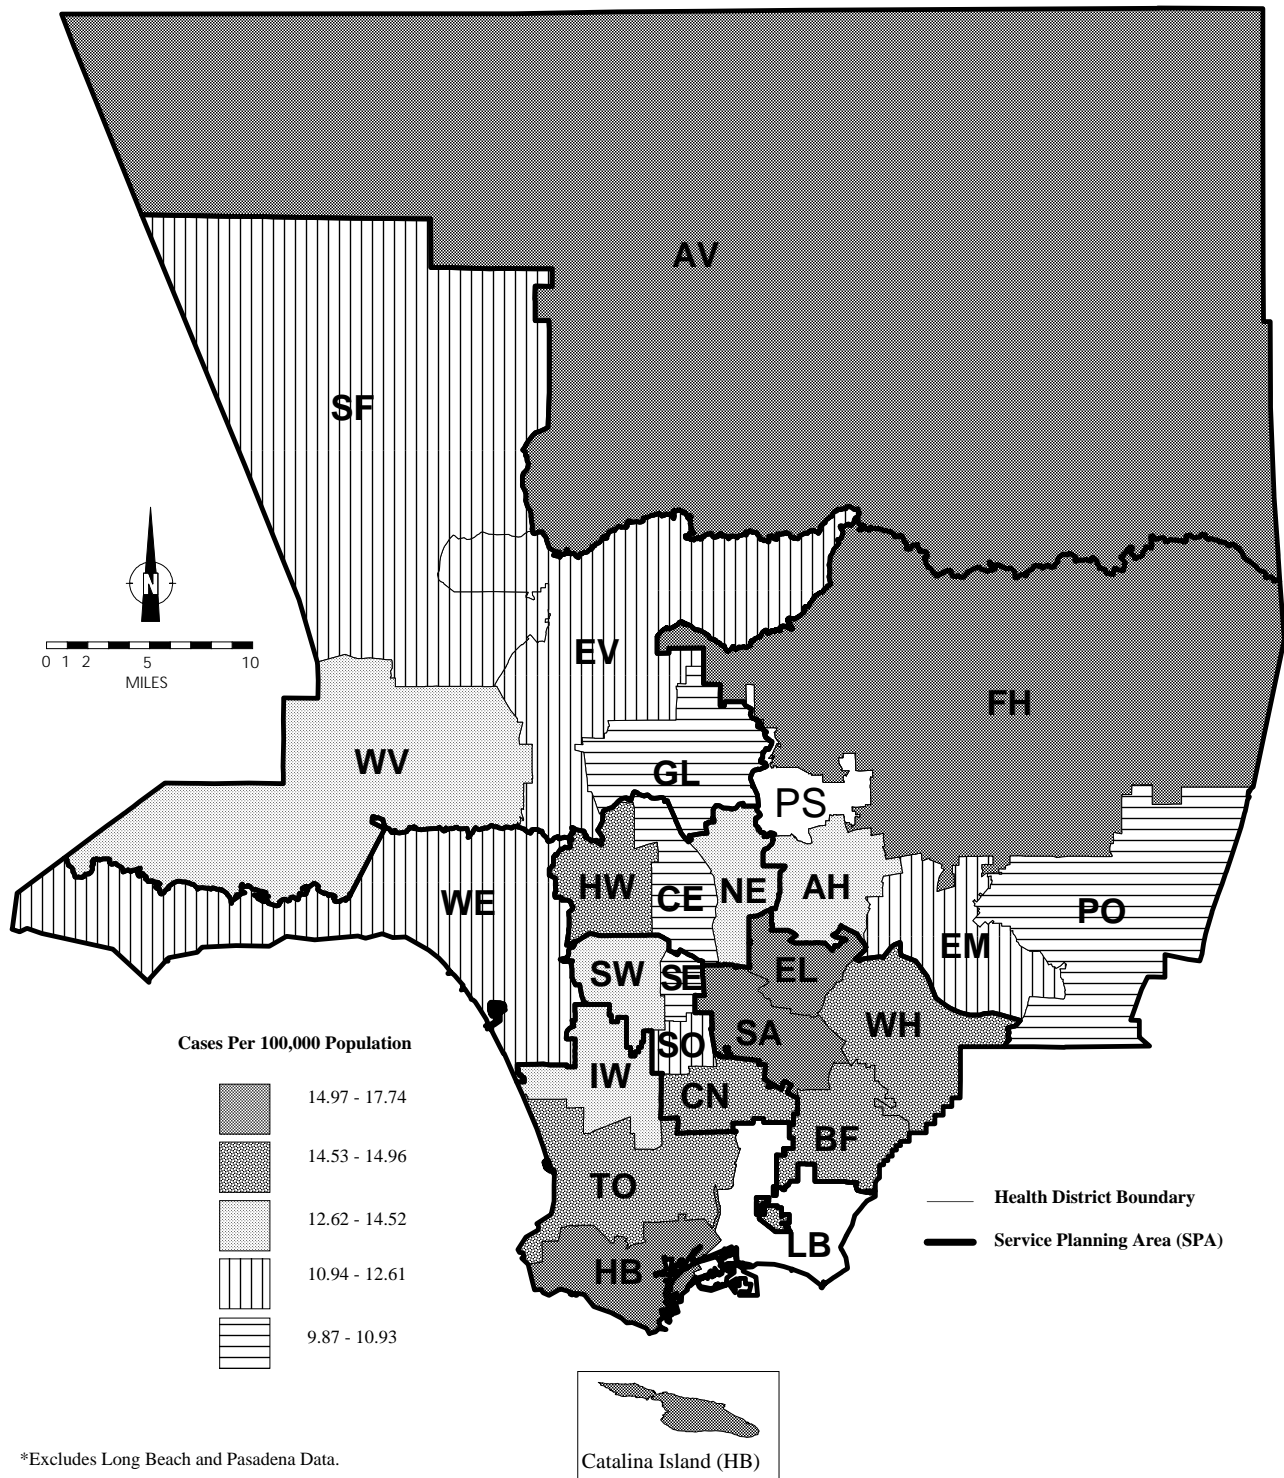 AV
SF
N
0 1 2 5 10
MILES
EV
FH
WV
GL
PS
HW
WE
CE
NE
AH
PO
EM
SW
SE
EL
WH
SO
SA
IW
CN
BF
TO
LB
HB
Cases Per 100,000 Population
14.97 - 17.74
14.53 - 14.96
12.62 - 14.52
10.94 - 12.61
9.87 - 10.93
Health District Boundary
Service Planning Area (SPA)
Catalina Island (HB)
*Excludes Long Beach and Pasadena Data.